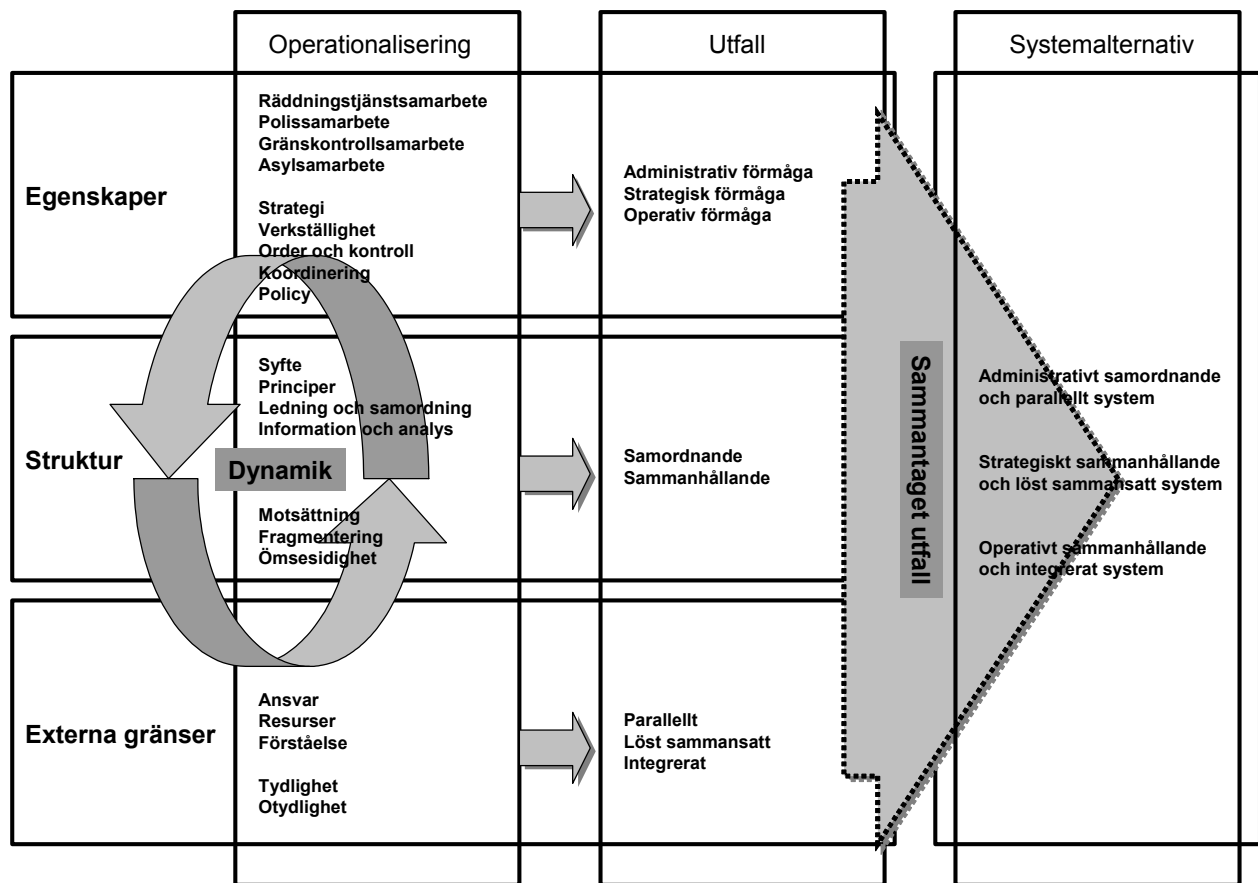 Operationalisering
Utfall
Systemalternativ
Egenskaper
Räddningstjänstsamarbete
Polissamarbete
Gränskontrollsamarbete
Asylsamarbete
Strategi
Verkställighet
Order och kontroll
Koordinering
Policy
Administrativ förmåga
Strategisk förmåga
Operativ förmåga
Struktur
Syfte
Principer
Ledning och samordning
Information och analys
Dynamik
Motsättning
Fragmentering
Ömsesidighet
Samordnande
Sammanhållande
Externa gränser
Ansvar
Resurser
Förståelse
Tydlighet
Otydlighet
Parallellt
Löst sammansatt
Integrerat
Sammantaget utfall
Administrativt samordnande
och parallellt system
Strategiskt sammanhållande
och löst sammansatt system
Operativt sammanhållande
och integrerat system